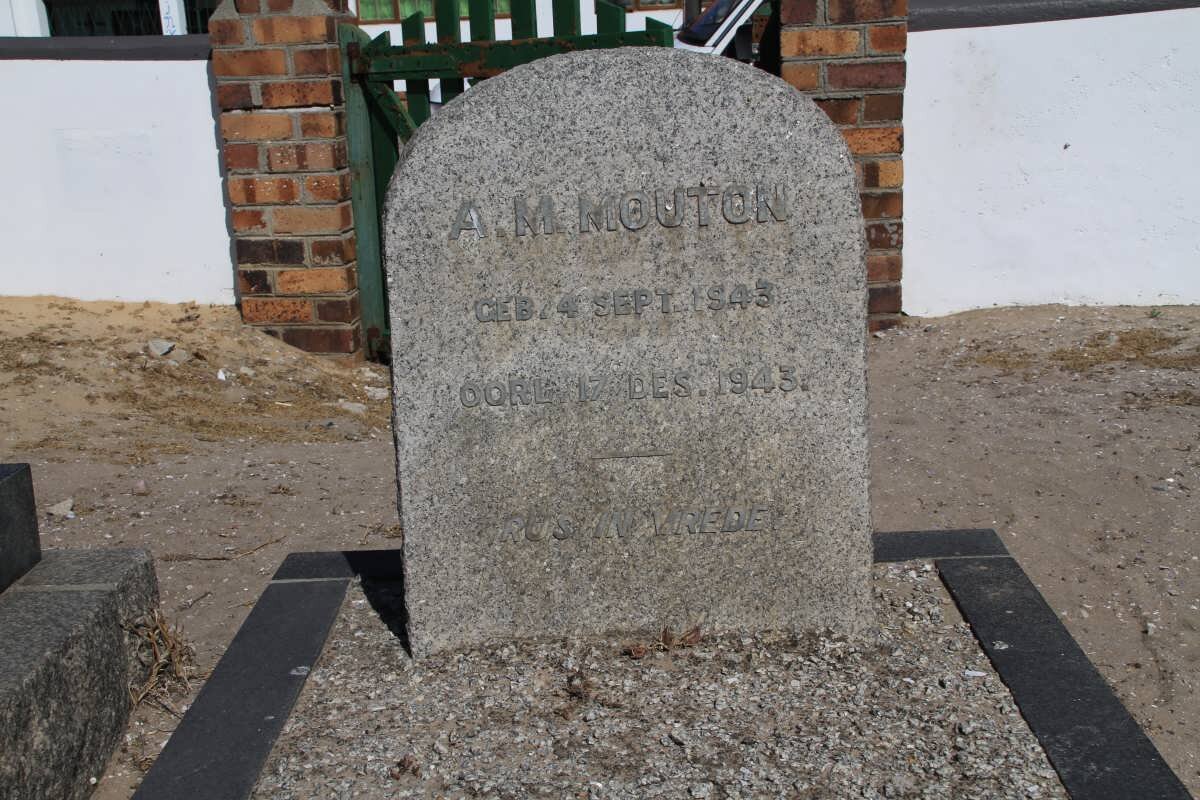 A.M. MOUTON
GEB. 4 SEPT. 1943
OORL. 17 DES. 1943.
RUS IN VREDE